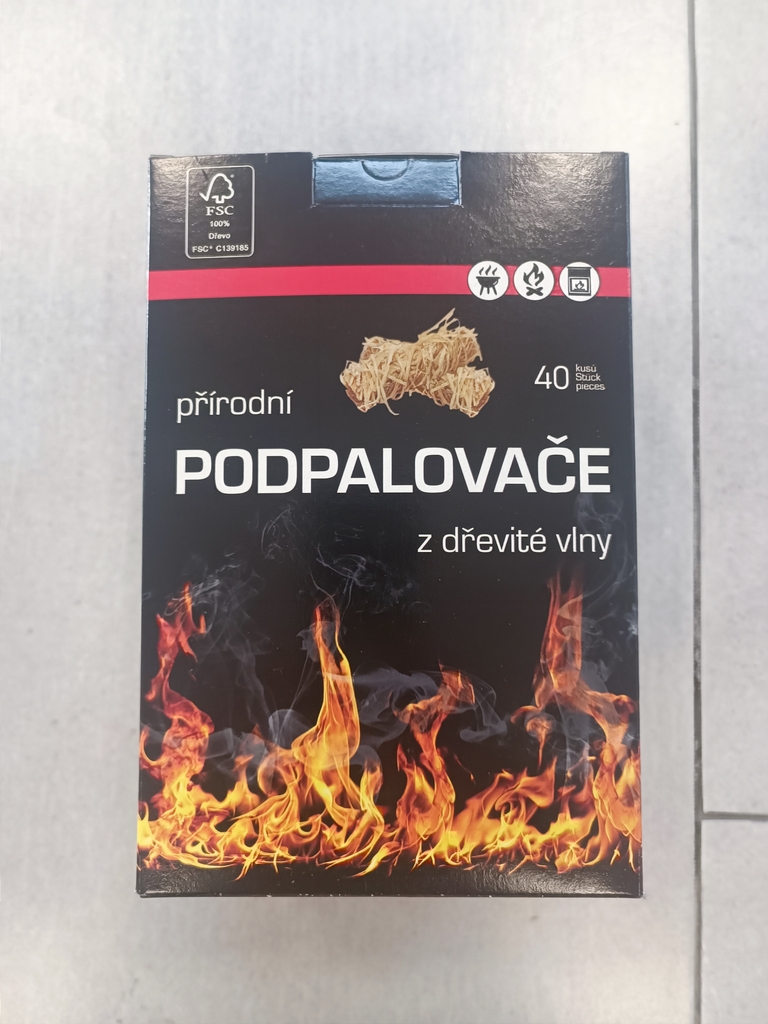 FSC
100%
Dřevo
FSC® C139185
40 kusů
Stück
pieces
přírodní
PODPALOVAČE
z dřevité vlny